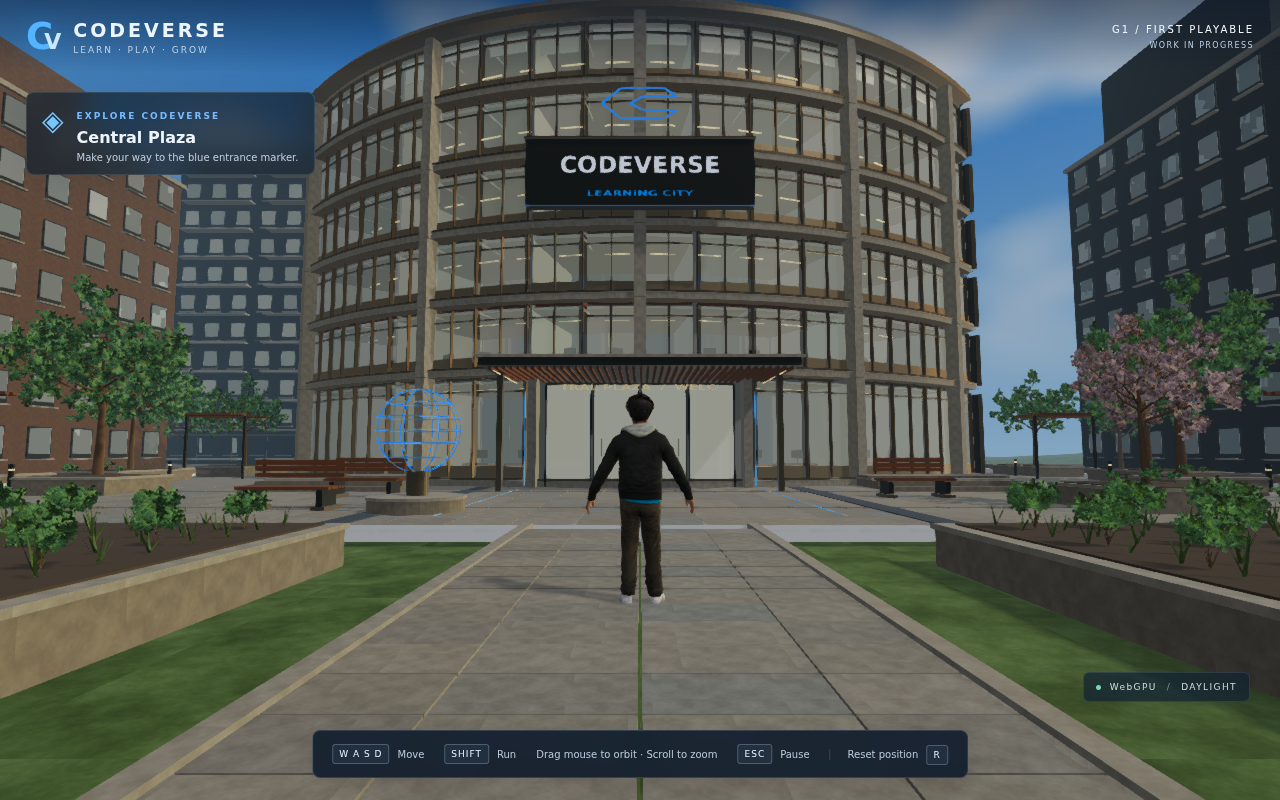 CV CODEVERSE
LEARN · PLAY · GROW
G1 / FIRST PLAYABLE
WORK IN PROGRESS
EXPLORE CODEVERSE
Central Plaza
Make your way to the blue entrance marker.
CODEVERSE
LEARNING CITY
PLAZA
WebGPU / DAYLIGHT
W A S D Move SHIFT Run Drag mouse to orbit · Scroll to zoom ESC Pause | Reset position R